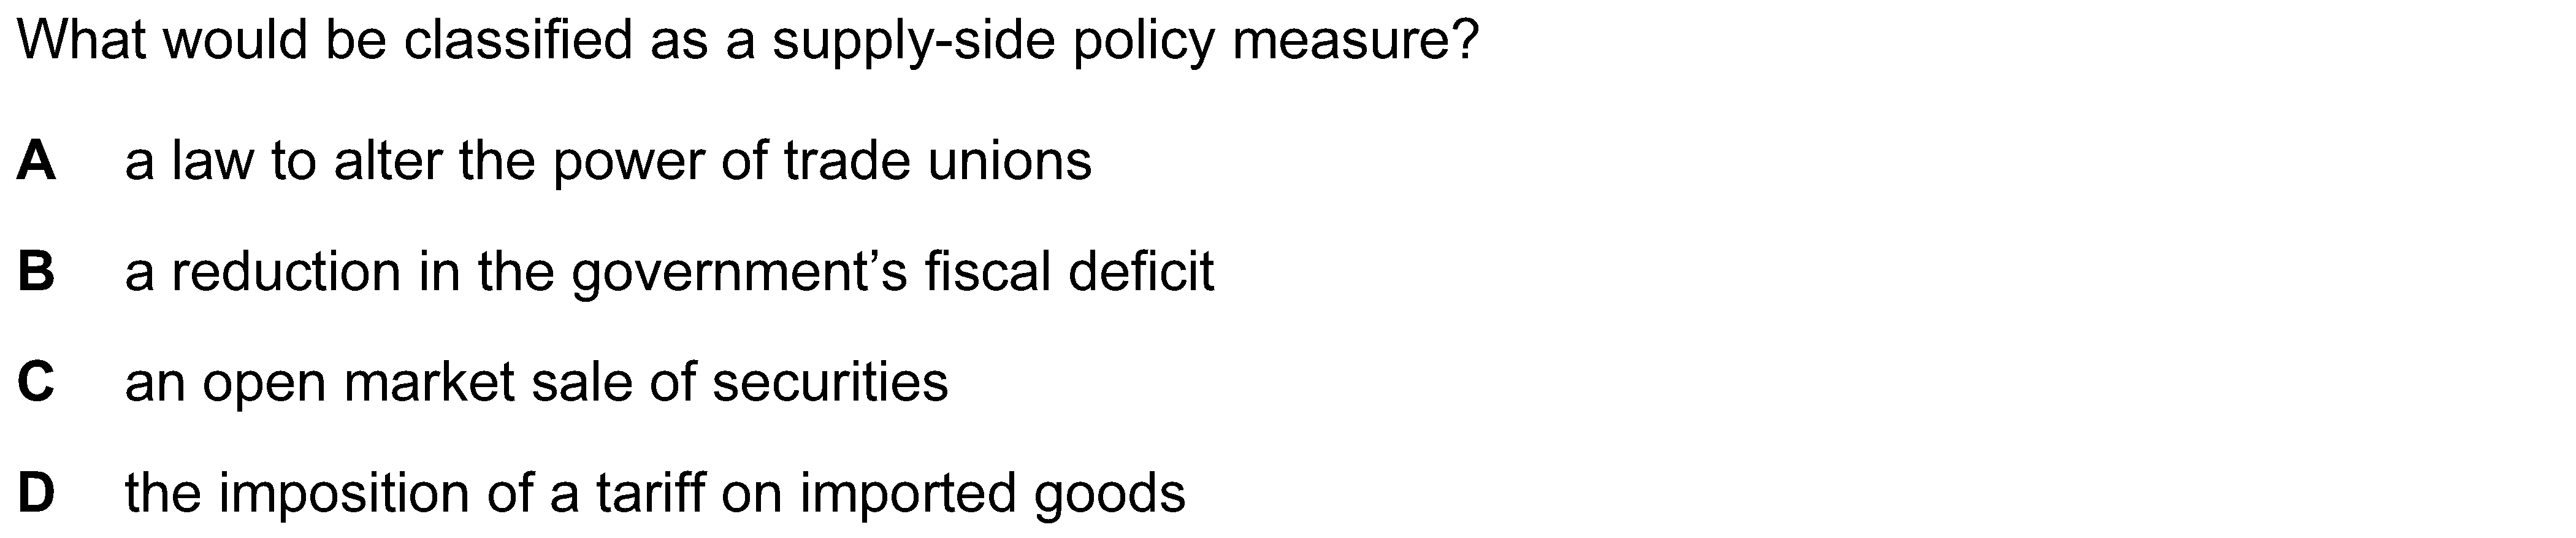 What would be classified as a supply-side policy measure?
A a law to alter the power of trade unions
B a reduction in the government’s fiscal deficit
C an open market sale of securities
D the imposition of a tariff on imported goods